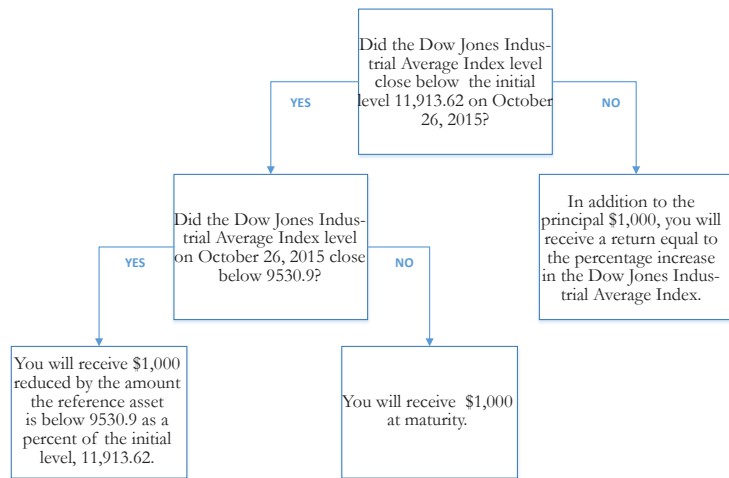 Did the Dow Jones Indus-
trial Average Index level
close below the initial
level 11,913.62 on October
26, 2015?
YES
NO
Did the Dow Jones Indus-
trial Average Index level
on October 26, 2015 close
below 9530.9?
In addition to the
principal $1,000, you will
receive a return equal to
the percentage increase
in the Dow Jones Indus-
trial Average Index.
YES
NO
You will receive $1,000
reduced by the amount
the reference asset
is below 9530.9 as a
percent of the initial
level, 11,913.62.
You will receive $1,000
at maturity.